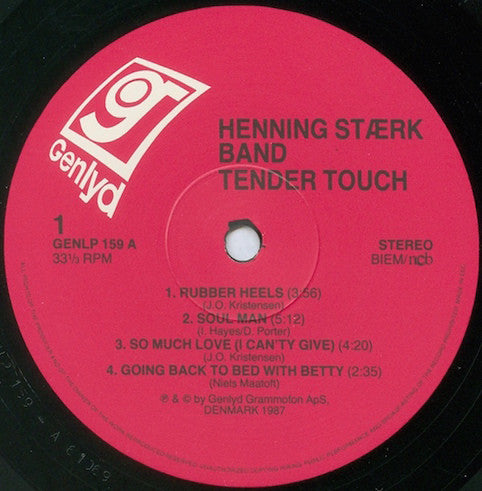 g
Genlyd
HENNING STÆRK
BAND
TENDER TOUCH
1
GENLP 159 A
33⅓ RPM
STEREO
BIEM/ncb
1. RUBBER HEELS (3:56)
(J.O. Kristensen)
2. SOUL MAN (5:12)
(I. Hayes/D. Porter)
3. SO MUCH LOVE (I CAN'TY GIVE) (4:20)
(J.O. Kristensen)
4. GOING BACK TO BED WITH BETTY (2:35)
(Niels Maatoft)
℗ & © by Genlyd Grammofon ApS,
DENMARK 1987